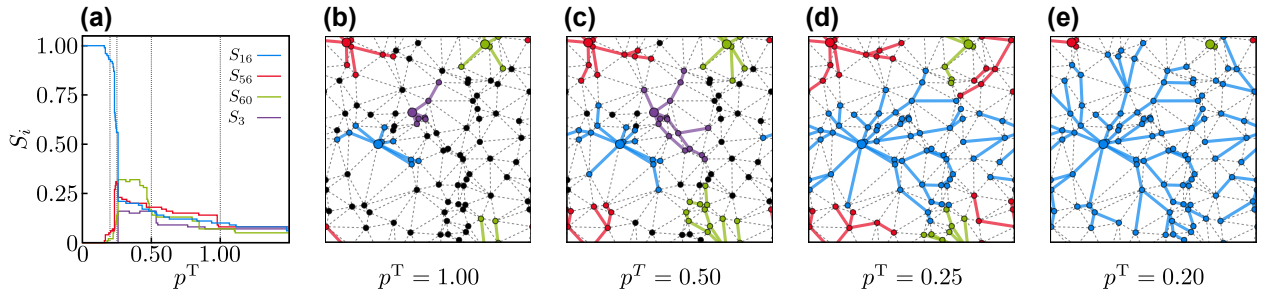 (a)
(b)
(c)
(d)
(e)
1.00
0.75
0.50
0.25
0
S_i
S_16
S_56
S_60
S_3
0
0.50
1.00
p^T
p^T = 1.00
p^T = 0.50
p^T = 0.25
p^T = 0.20